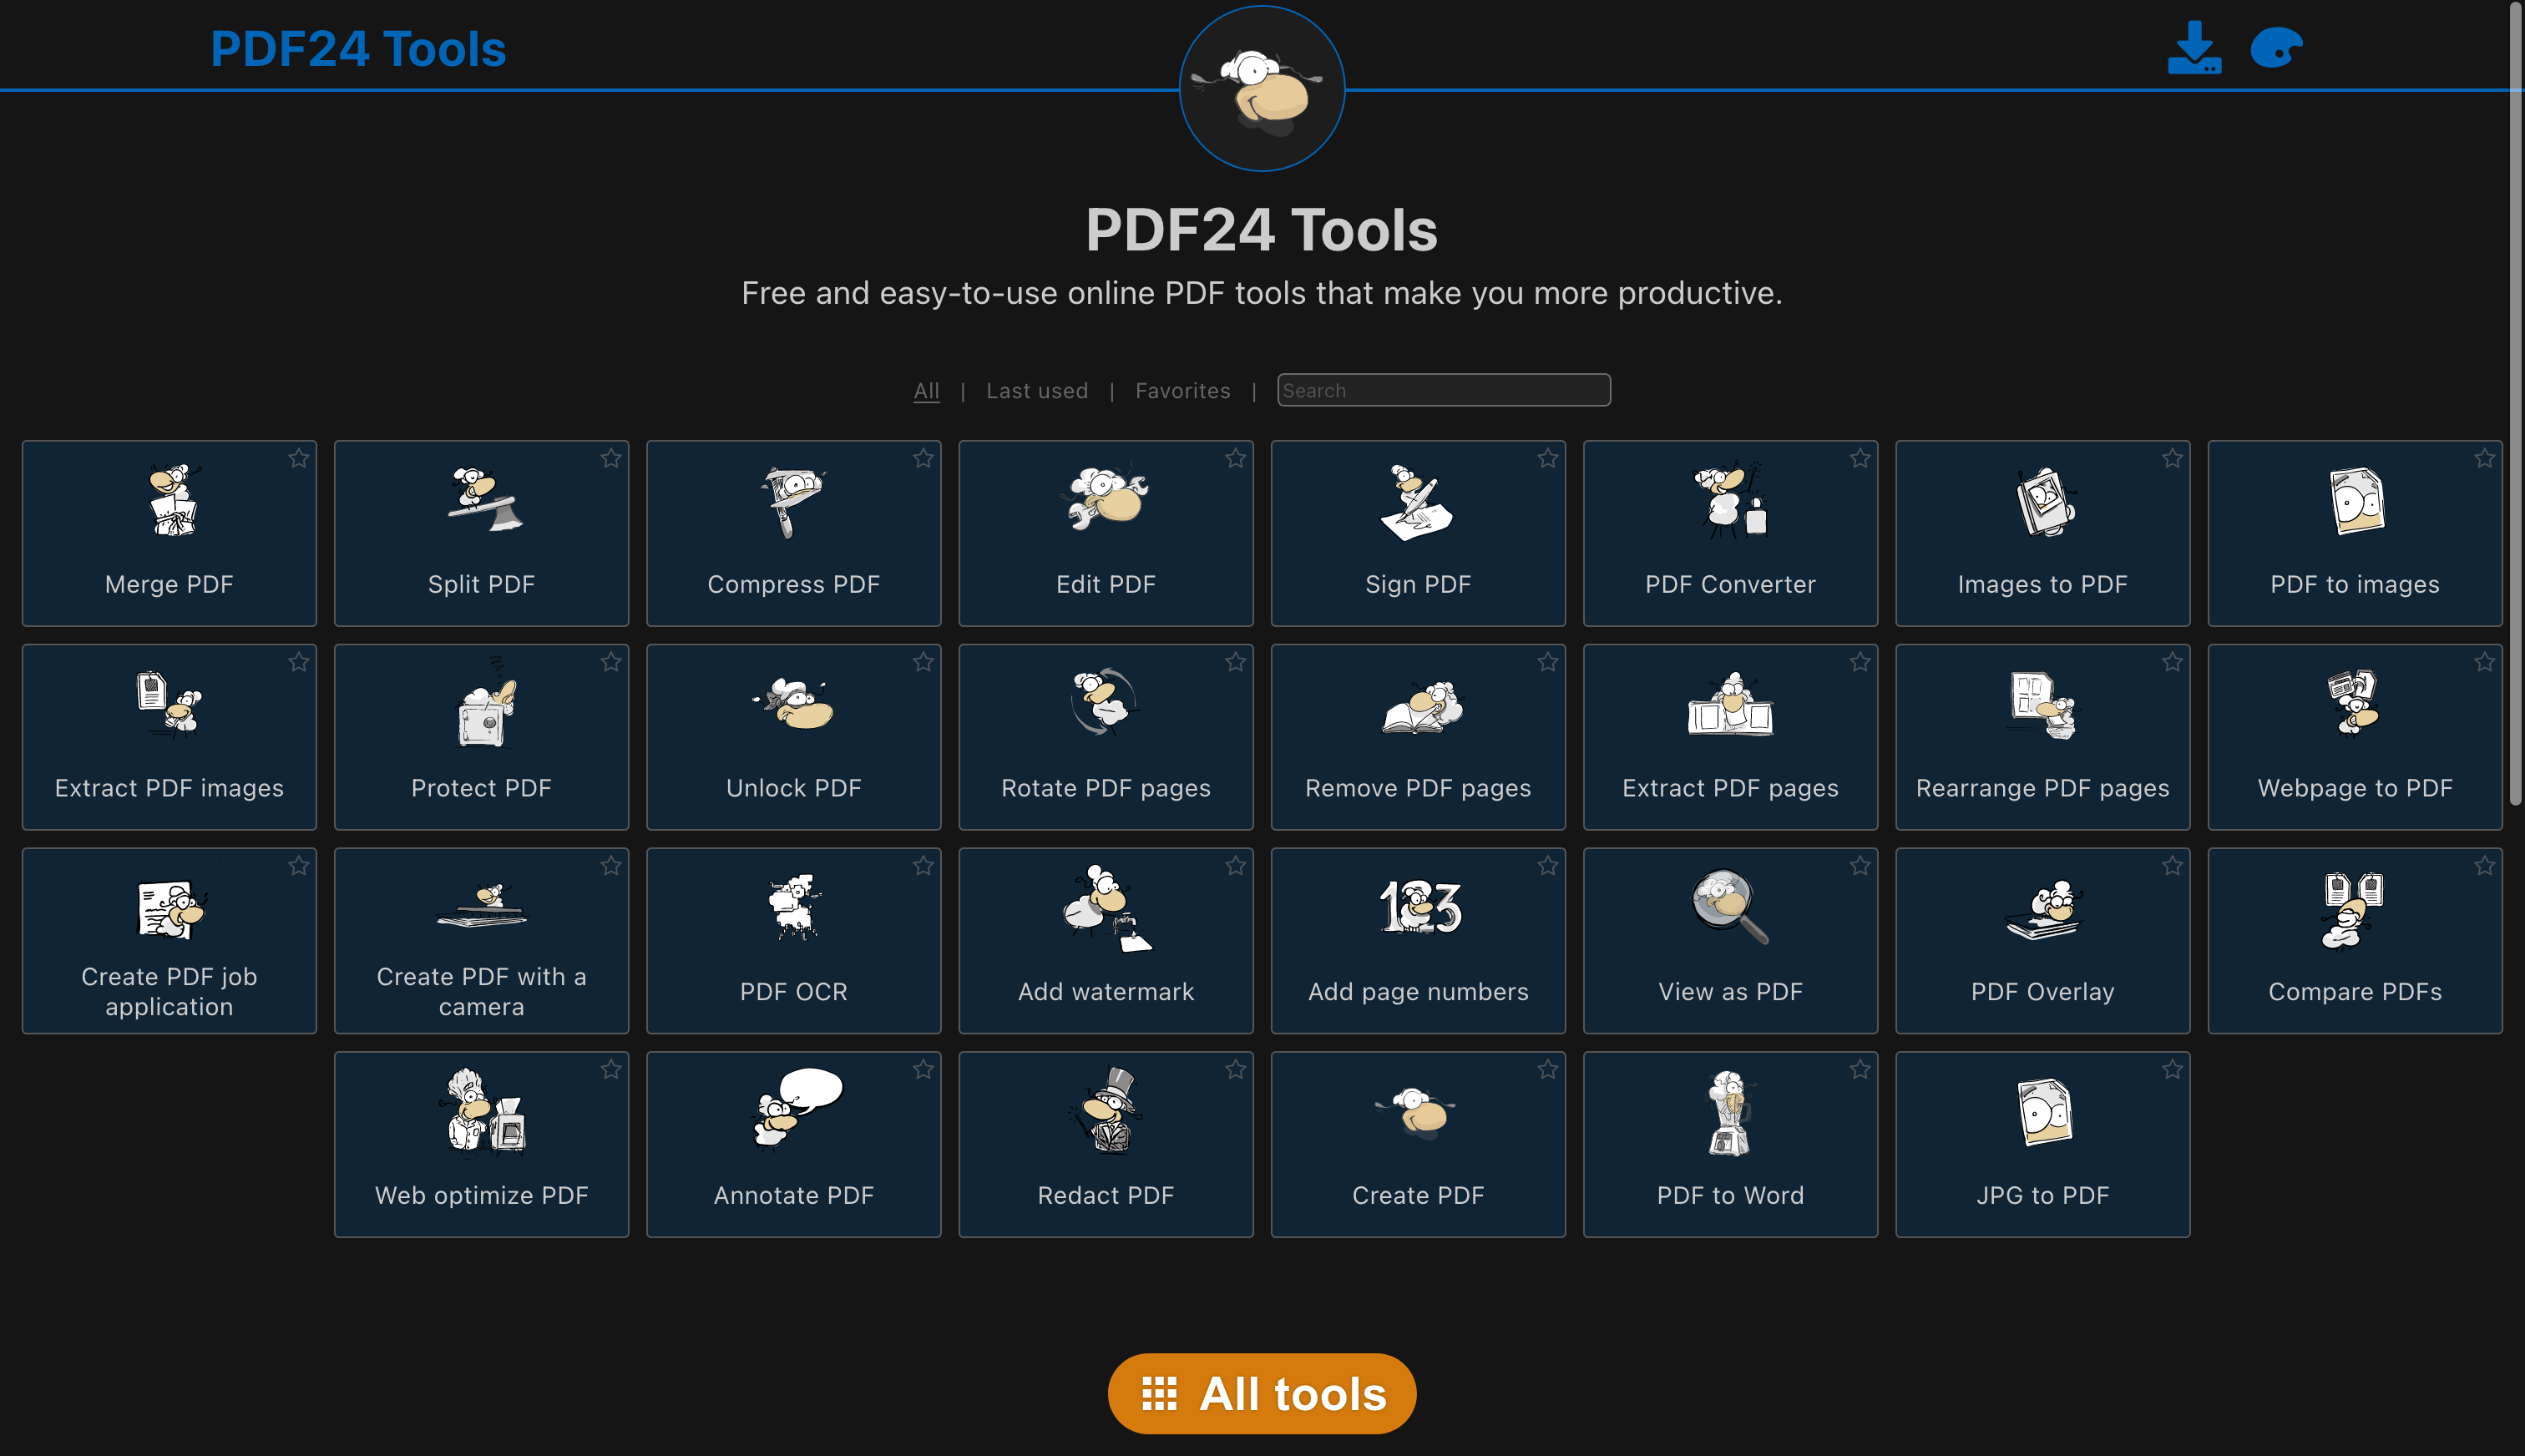 PDF24 Tools
PDF24 Tools
Free and easy-to-use online PDF tools that make you more productive.
All | Last used | Favorites | Search
Merge PDF
Split PDF
Compress PDF
Edit PDF
Sign PDF
PDF Converter
Images to PDF
PDF to images
Extract PDF images
Protect PDF
Unlock PDF
Rotate PDF pages
Remove PDF pages
Extract PDF pages
Rearrange PDF pages
Webpage to PDF
Create PDF job
application
Create PDF with a
camera
PDF OCR
Add watermark
123
Add page numbers
View as PDF
PDF Overlay
Compare PDFs
Web optimize PDF
Annotate PDF
Redact PDF
Create PDF
PDF to Word
JPG to PDF
All tools